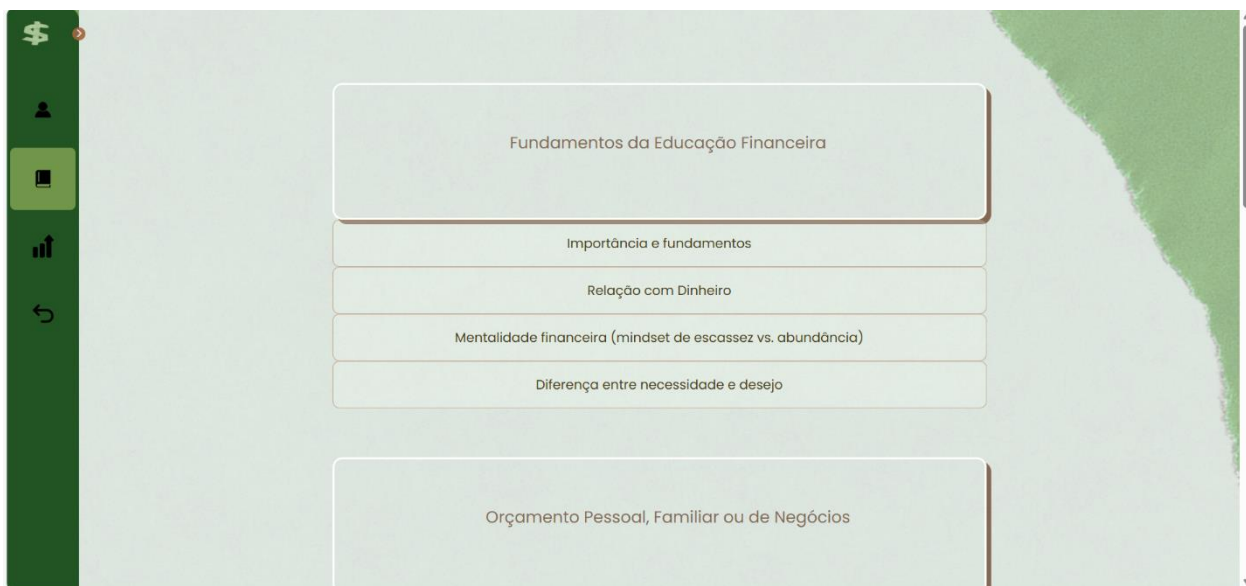 $
Fundamentos da Educação Financeira
Importância e fundamentos
Relação com Dinheiro
Mentalidade financeira (mindset de escassez vs. abundância)
Diferença entre necessidade e desejo
Orçamento Pessoal, Familiar ou de Negócios